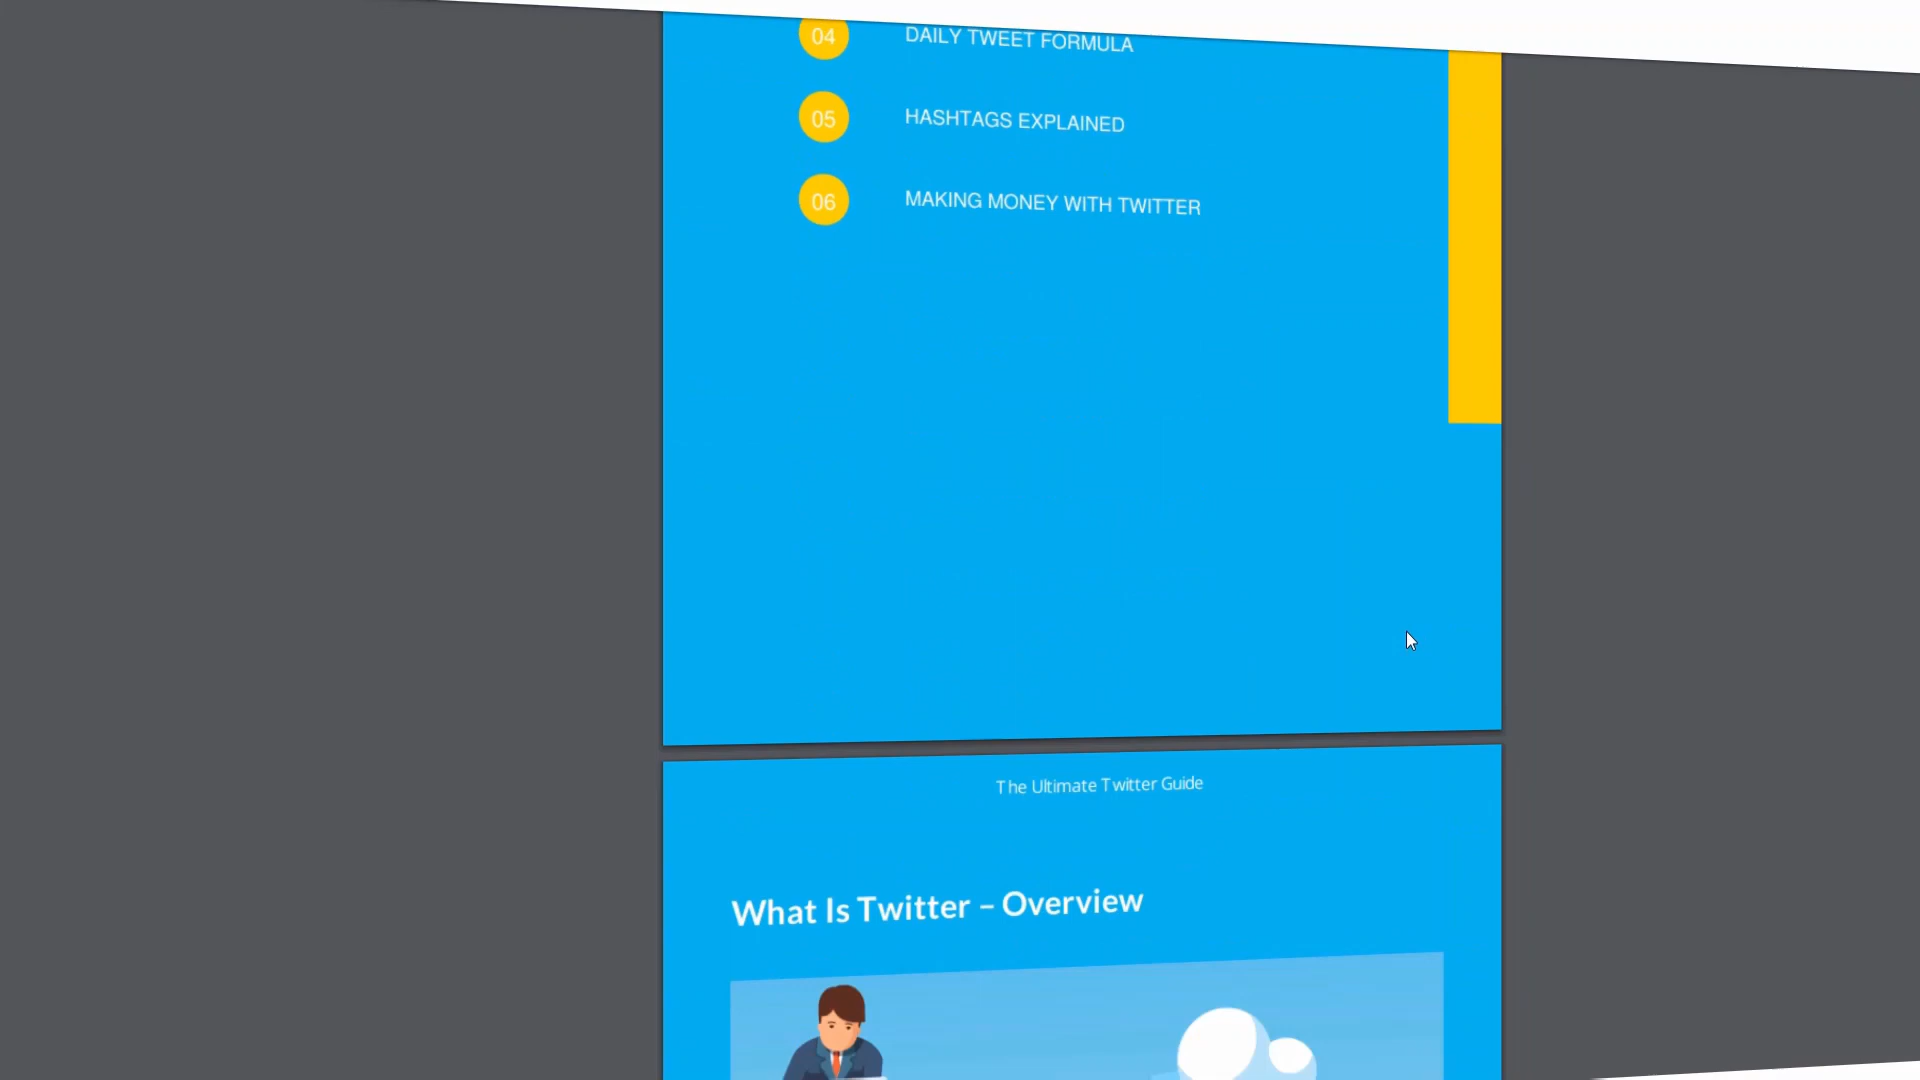 04 DAILY TWEET FORMULA
05 HASHTAGS EXPLAINED
06 MAKING MONEY WITH TWITTER
The Ultimate Twitter Guide
What Is Twitter – Overview